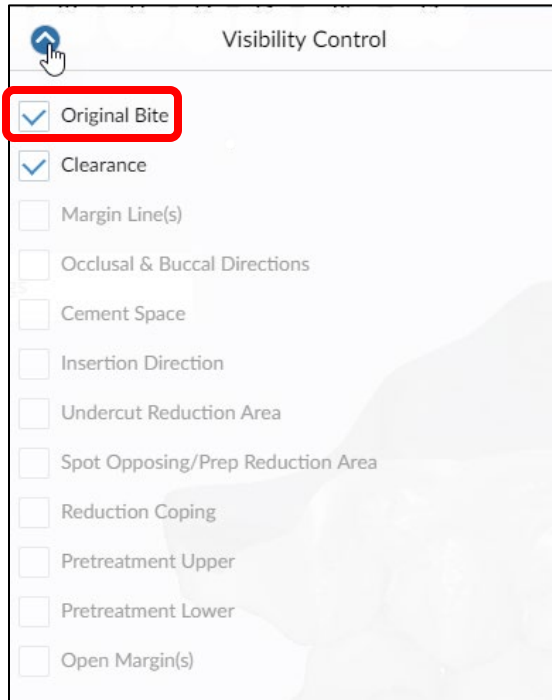 Visibility Control
Original Bite
Clearance
Margin Line(s)
Occlusal & Buccal Directions
Cement Space
Insertion Direction
Undercut Reduction Area
Spot Opposing/Prep Reduction Area
Reduction Coping
Pretreatment Upper
Pretreatment Lower
Open Margin(s)